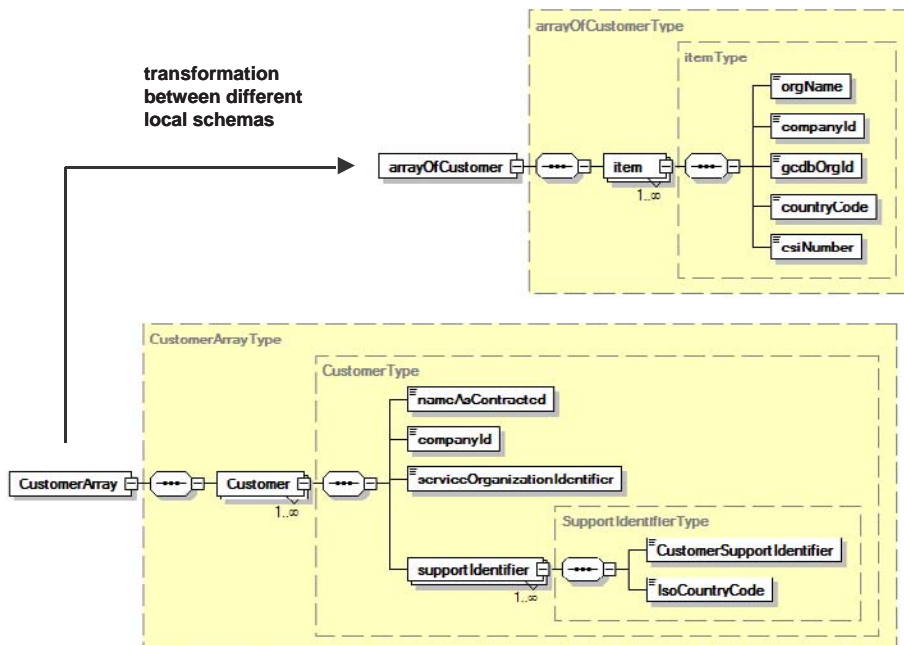 arrayOfCustomerType
itemType
transformation
between different
local schemas
orgName
companyId
arrayOfCustomer
item
gcdbOrgId
1..∞
countryCode
csiNumber
CustomerArrayType
CustomerType
nameAsContracted
companyId
CustomerArray
Customer
serviceOrganizationIdentifier
1..∞
SupportIdentifierType
CustomerSupportIdentifier
supportIdentifier
IsoCountryCode
1..∞